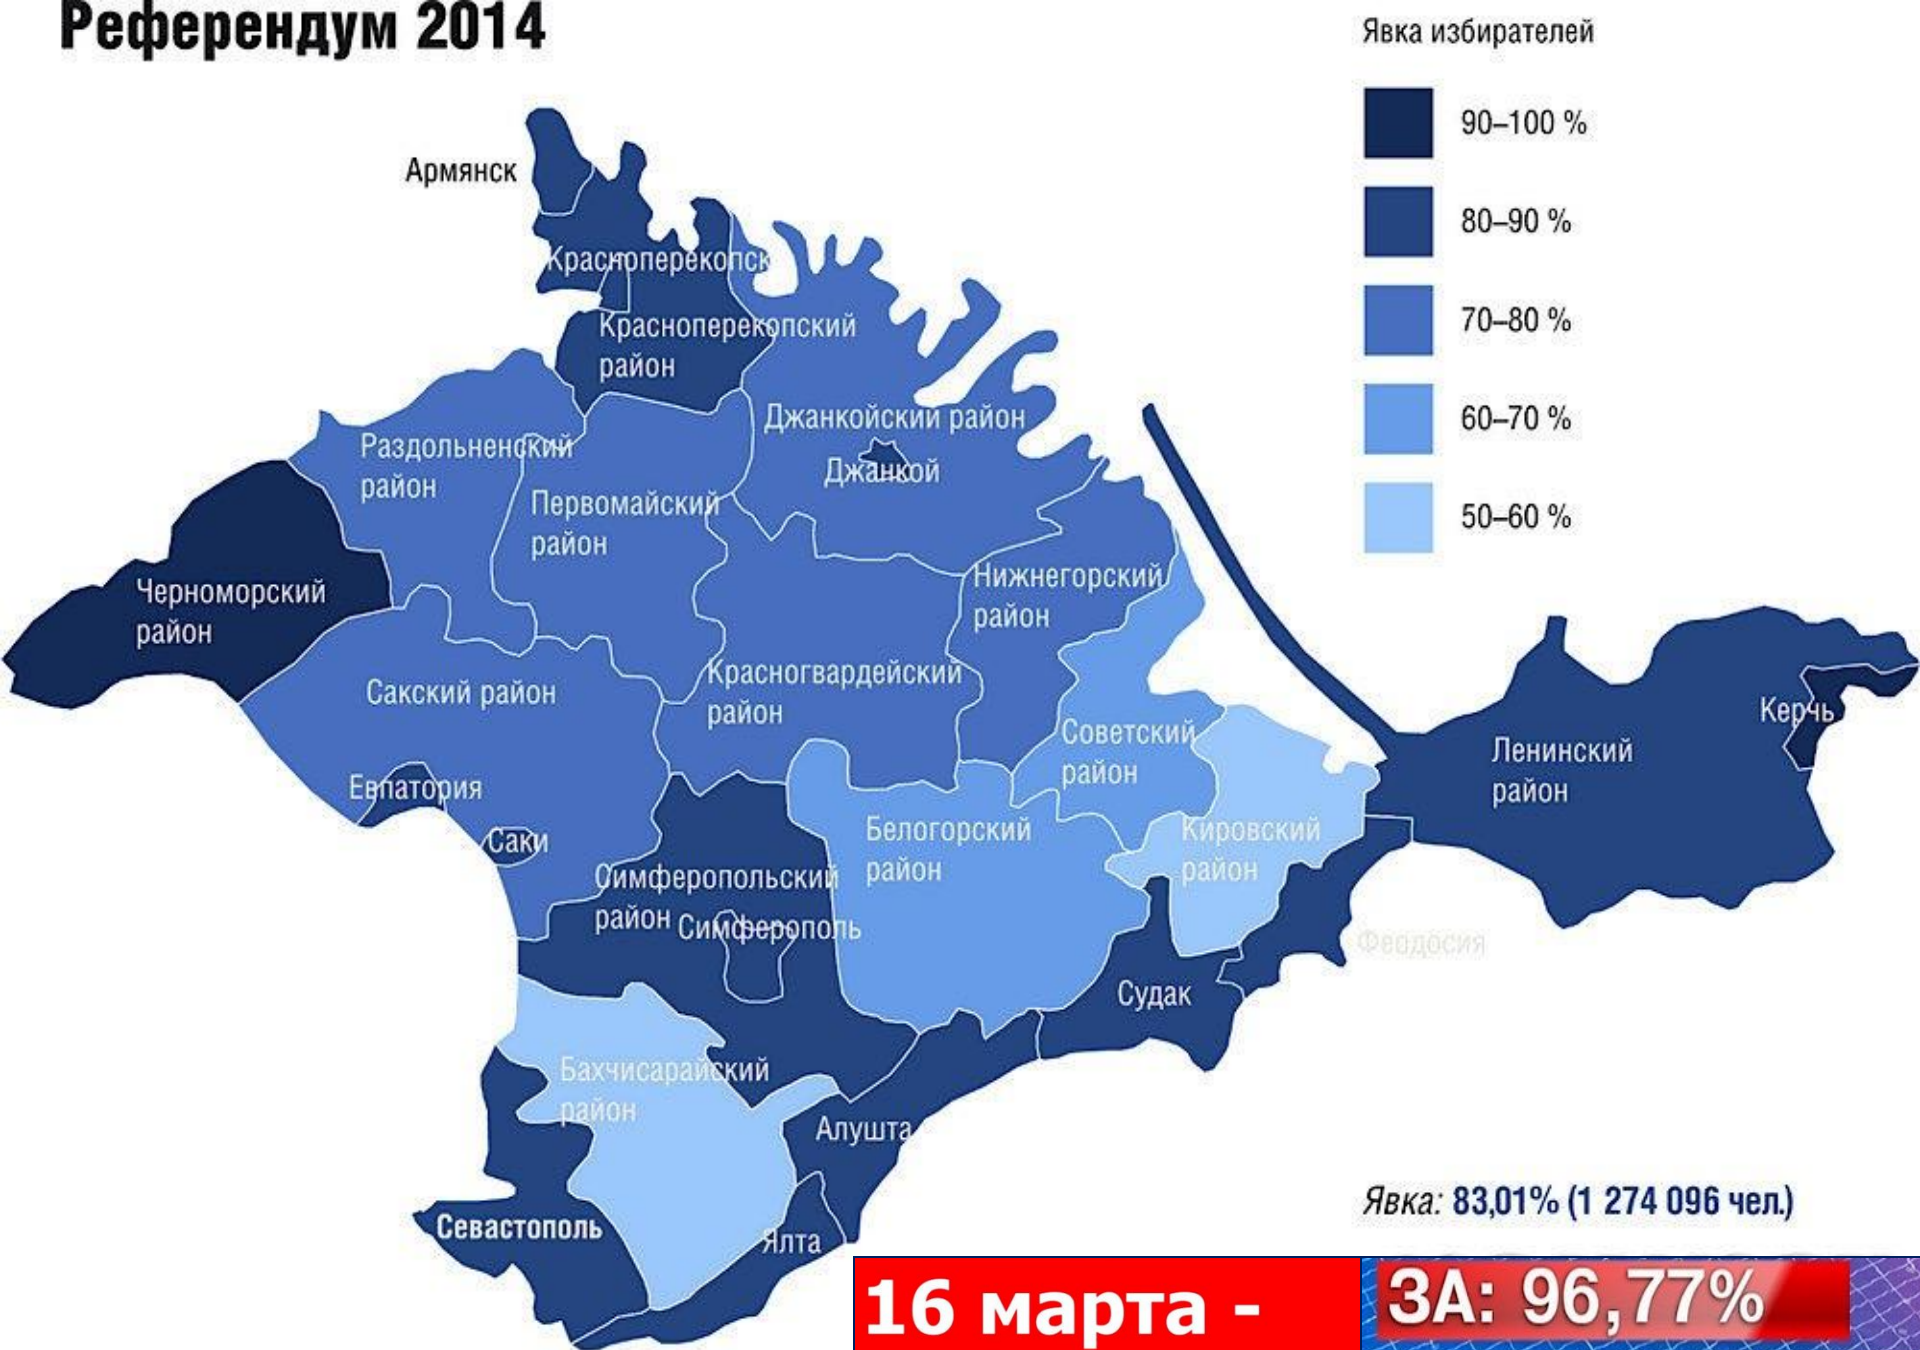 Референдум 2014
Явка избирателей
90–100 %
80–90 %
70–80 %
60–70 %
50–60 %
Армянск
Красноперекопск
Красноперекопский
район
Джанкойский район
Джанкой
Раздольненский
район
Первомайский
район
Черноморский
район
Нижнегорский
район
Сакский район
Красногвардейский
район
Советский
район
Керчь
Ленинский
район
Евпатория
Саки
Белогорский
район
Кировский
район
Симферопольский
район
Симферополь
Феодосия
Судак
Бахчисарайский
район
Алушта
Севастополь
Ялта
Явка: 83,01% (1 274 096 чел.)
16 марта -
ЗА: 96,77%